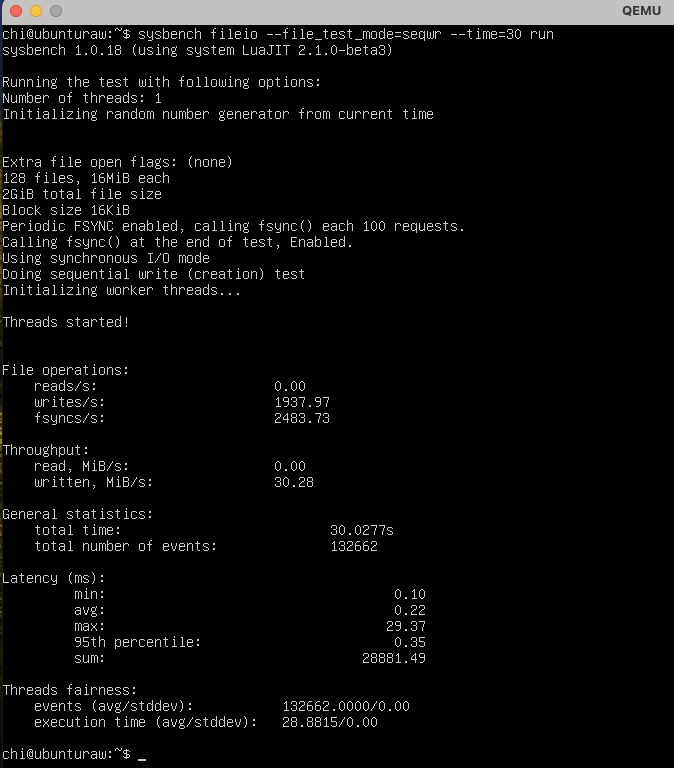 QEMU
chi@ubunturaw:~$ sysbench fileio --file_test_mode=seqwr --time=30 run
sysbench 1.0.18 (using system LuaJIT 2.1.0-beta3)
Running the test with following options:
Number of threads: 1
Initializing random number generator from current time
Extra file open flags: (none)
128 files, 16MiB each
2GiB total file size
Block size 16KiB
Periodic FSYNC enabled, calling fsync() each 100 requests.
Calling fsync() at the end of test, Enabled.
Using synchronous I/O mode
Doing sequential write (creation) test
Initializing worker threads...
Threads started!
File operations:
reads/s: 0.00
writes/s: 1937.97
fsyncs/s: 2483.73
Throughput:
read, MiB/s: 0.00
written, MiB/s: 30.28
General statistics:
total time: 30.0277s
total number of events: 132662
Latency (ms):
min: 0.10
avg: 0.22
max: 29.37
95th percentile: 0.35
sum: 28881.49
Threads fairness:
events (avg/stddev): 132662.0000/0.00
execution time (avg/stddev): 28.8815/0.00
chi@ubunturaw:~$ _